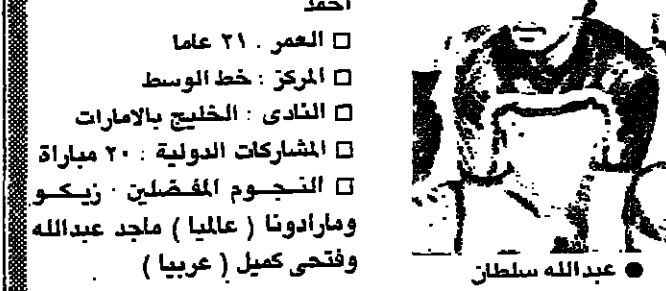 احمد
□ العمر . ٢١ عاما
□ المركز : خط الوسط
□ النادى : الخليج بالامارات
□ المشاركات الدولية : ٢٠ مباراة
□ النجوم المفضلين · زيكو
ومارادونا ( عالميا ) ماجد عبدالله
وفتحى كميل ( عربيا )
● عبدالله سلطان